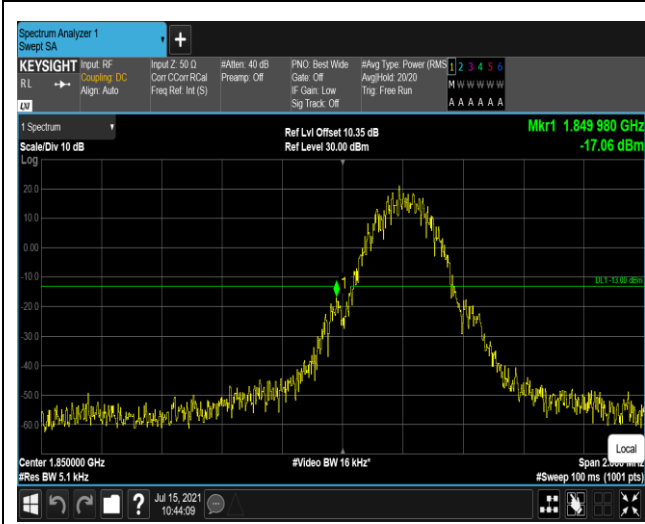 Spectrum Analyzer 1
Swept SA
+
KEYSIGHT
RL
LXI
Input: RF
Coupling: DC
Align: Auto
Input Z: 50 Ω
Corr CCorr RCal
Freq Ref: Int (S)
#Atten: 40 dB
Preamp: Off
PNO: Best Wide
Gate: Off
IF Gain: Low
Sig Track: Off
#Avg Type: Power (RMS
Avg|Hold: 20/20
Trig: Free Run
1 2 3 4 5 6
M W W W W W
A A A A A A
1 Spectrum
Scale/Div 10 dB
Log
Ref Lvl Offset 10.35 dB
Ref Level 30.00 dBm
Mkr1 1.849 980 GHz
-17.06 dBm
20.0
10.0
0.00
-10.0
-20.0
-30.0
-40.0
-50.0
-60.0
1
DL1 -13.00 dBm
Local
Center 1.850000 GHz
#Res BW 5.1 kHz
#Video BW 16 kHz*
Span 2.000 MHz
#Sweep 100 ms (1001 pts)
?
Jul 15, 2021
10:44:09